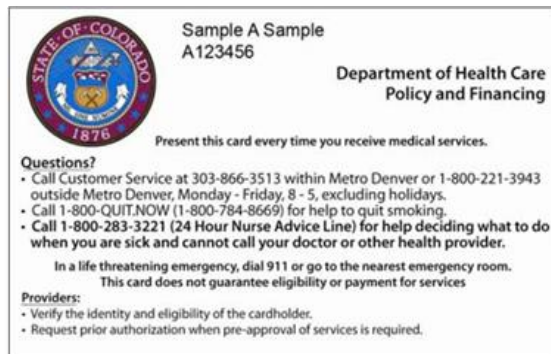 STATE·OF·COLORADO
NIL SINE NUMINE
1876
Sample A Sample
A123456
Department of Health Care
Policy and Financing
Present this card every time you receive medical services.
Questions?
• Call Customer Service at 303-866-3513 within Metro Denver or 1-800-221-3943
outside Metro Denver, Monday - Friday, 8 - 5, excluding holidays.
• Call 1-800-QUIT.NOW (1-800-784-8669) for help to quit smoking.
• Call 1-800-283-3221 (24 Hour Nurse Advice Line) for help deciding what to do
when you are sick and cannot call your doctor or other health provider.
In a life threatening emergency, dial 911 or go to the nearest emergency room.
This card does not guarantee eligibility or payment for services
Providers:
• Verify the identity and eligibility of the cardholder.
• Request prior authorization when pre-approval of services is required.